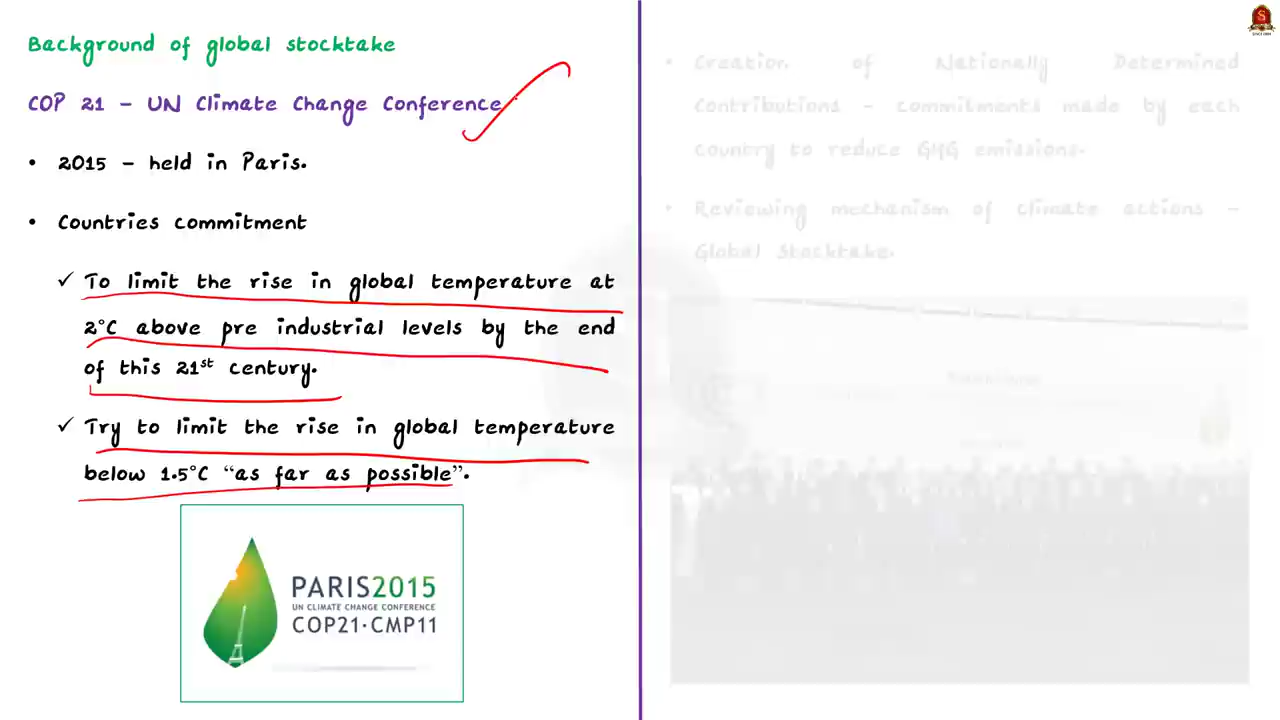 Background of global stocktake
COP 21 – UN Climate Change Conference
• 2015 – held in Paris.
• Countries commitment
✓ To limit the rise in global temperature at
2°C above pre industrial levels by the end
of this 21st century.
✓ Try to limit the rise in global temperature
below 1.5°C “as far as possible”.
PARIS2015
UN CLIMATE CHANGE CONFERENCE
COP21·CMP11
• Creation of Nationally Determined
Contributions – commitments made by each
country to reduce GHG emissions.
• Reviewing mechanism of climate actions –
Global Stocktake.